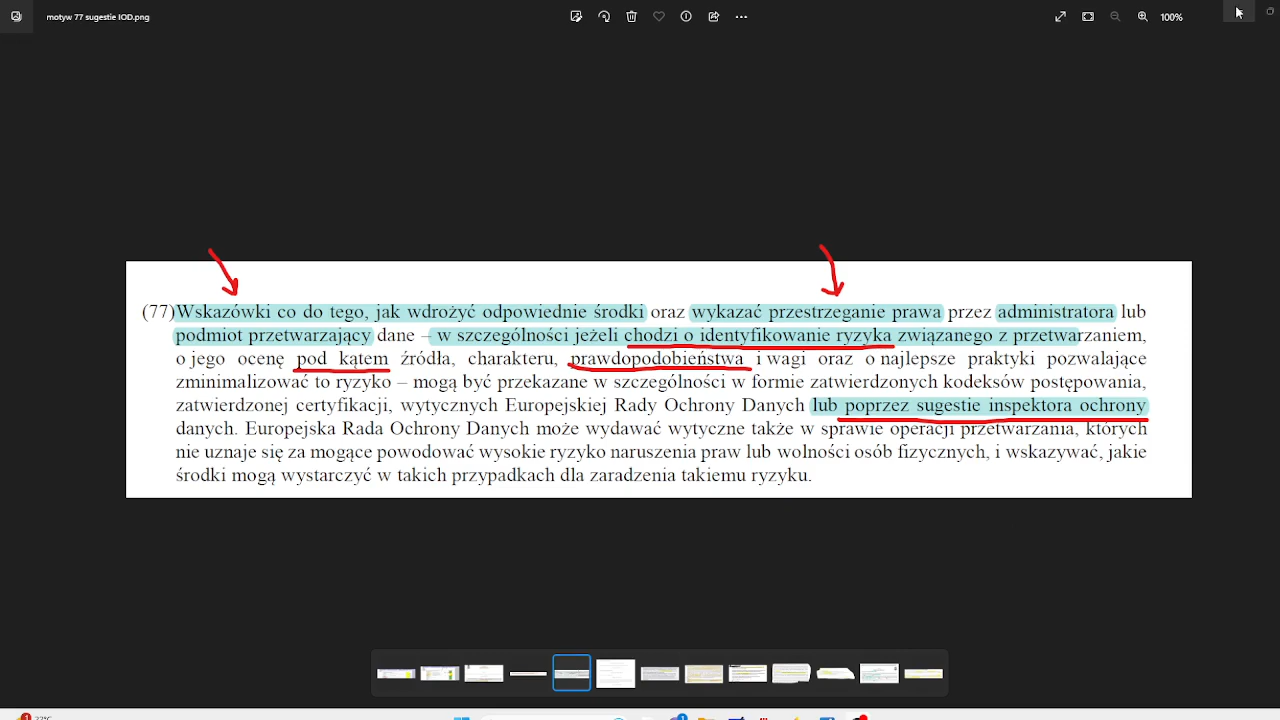 motyw 77 sugestie IOD.png
100%
(77) Wskazówki co do tego, jak wdrożyć odpowiednie środki oraz wykazać przestrzeganie prawa przez administratora lub
podmiot przetwarzający dane – w szczególności jeżeli chodzi o identyfikowanie ryzyka związanego z przetwarzaniem,
o jego ocenę pod kątem źródła, charakteru, prawdopodobieństwa i wagi oraz o najlepsze praktyki pozwalające
zminimalizować to ryzyko – mogą być przekazane w szczególności w formie zatwierdzonych kodeksów postępowania,
zatwierdzonej certyfikacji, wytycznych Europejskiej Rady Ochrony Danych lub poprzez sugestie inspektora ochrony
danych. Europejska Rada Ochrony Danych może wydawać wytyczne także w sprawie operacji przetwarzania, których
nie uznaje się za mogące powodować wysokie ryzyko naruszenia praw lub wolności osób fizycznych, i wskazywać, jakie
środki mogą wystarczyć w takich przypadkach dla zaradzenia takiemu ryzyku.